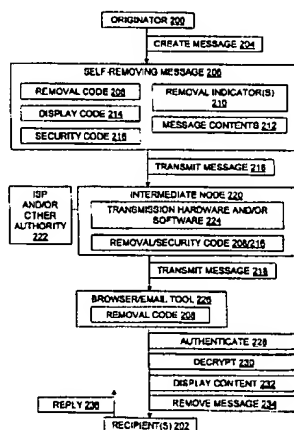 ORIGINATOR 200
CREATE MESSAGE 204
SELF-REMOVING MESSAGE 206
REMOVAL CODE 208
REMOVAL INDICATOR(S)
210
DISPLAY CODE 214
MESSAGE CONTENTS 212
SECURITY CODE 216
TRANSMIT MESSAGE 218
ISP
AND/OR
OTHER
AUTHORITY
222
INTERMEDIATE NODE 220
TRANSMISSION HARDWARE AND/OR
SOFTWARE 224
REMOVAL/SECURITY CODE 208/216
TRANSMIT MESSAGE 218
BROWSER/EMAIL TOOL 226
REMOVAL CODE 208
AUTHENTICATE 228
DECRYPT 230
DISPLAY CONTENT 232
REMOVE MESSAGE 234
REPLY 236
RECIPIENT(S) 202